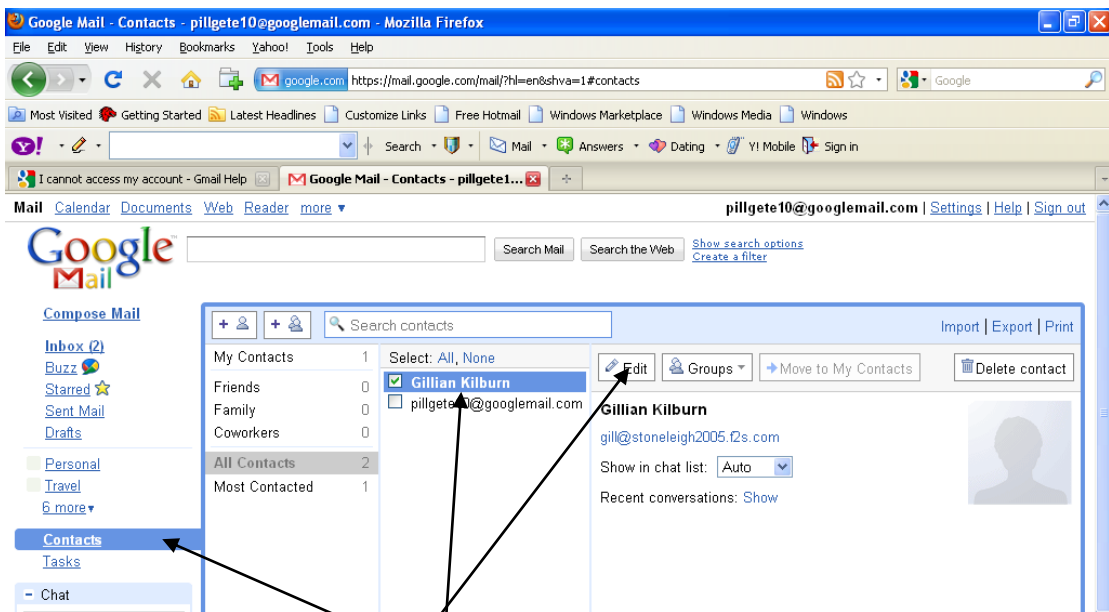 Google Mail - Contacts - pillgete10@googlemail.com - Mozilla Firefox
File Edit View History Bookmarks Yahoo! Tools Help
google.com https://mail.google.com/mail/?hl=en&shva=1#contacts Google
Most Visited Getting Started Latest Headlines Customize Links Free Hotmail Windows Marketplace Windows Media Windows
Y! Search Mail Answers Dating Y! Mobile Sign in
I cannot access my account - Gmail Help Google Mail - Contacts - pillgete1...
Mail Calendar Documents Web Reader more ▼ pillgete10@googlemail.com | Settings | Help | Sign out
Google Mail
Search Mail Search the Web Show search options
Create a filter
Compose Mail
Inbox (2)
Buzz
Starred
Sent Mail
Drafts
Personal
Travel
6 more▼
Contacts
Tasks
− Chat
+ + Search contacts Import | Export | Print
My Contacts 1
Friends 0
Family 0
Coworkers 0
All Contacts 2
Most Contacted 1
Select: All, None
Gillian Kilburn
pillgete10@googlemail.com
Edit Groups ▼ Move to My Contacts Delete contact
Gillian Kilburn
gill@stoneleigh2005.f2s.com
Show in chat list: Auto
Recent conversations: Show